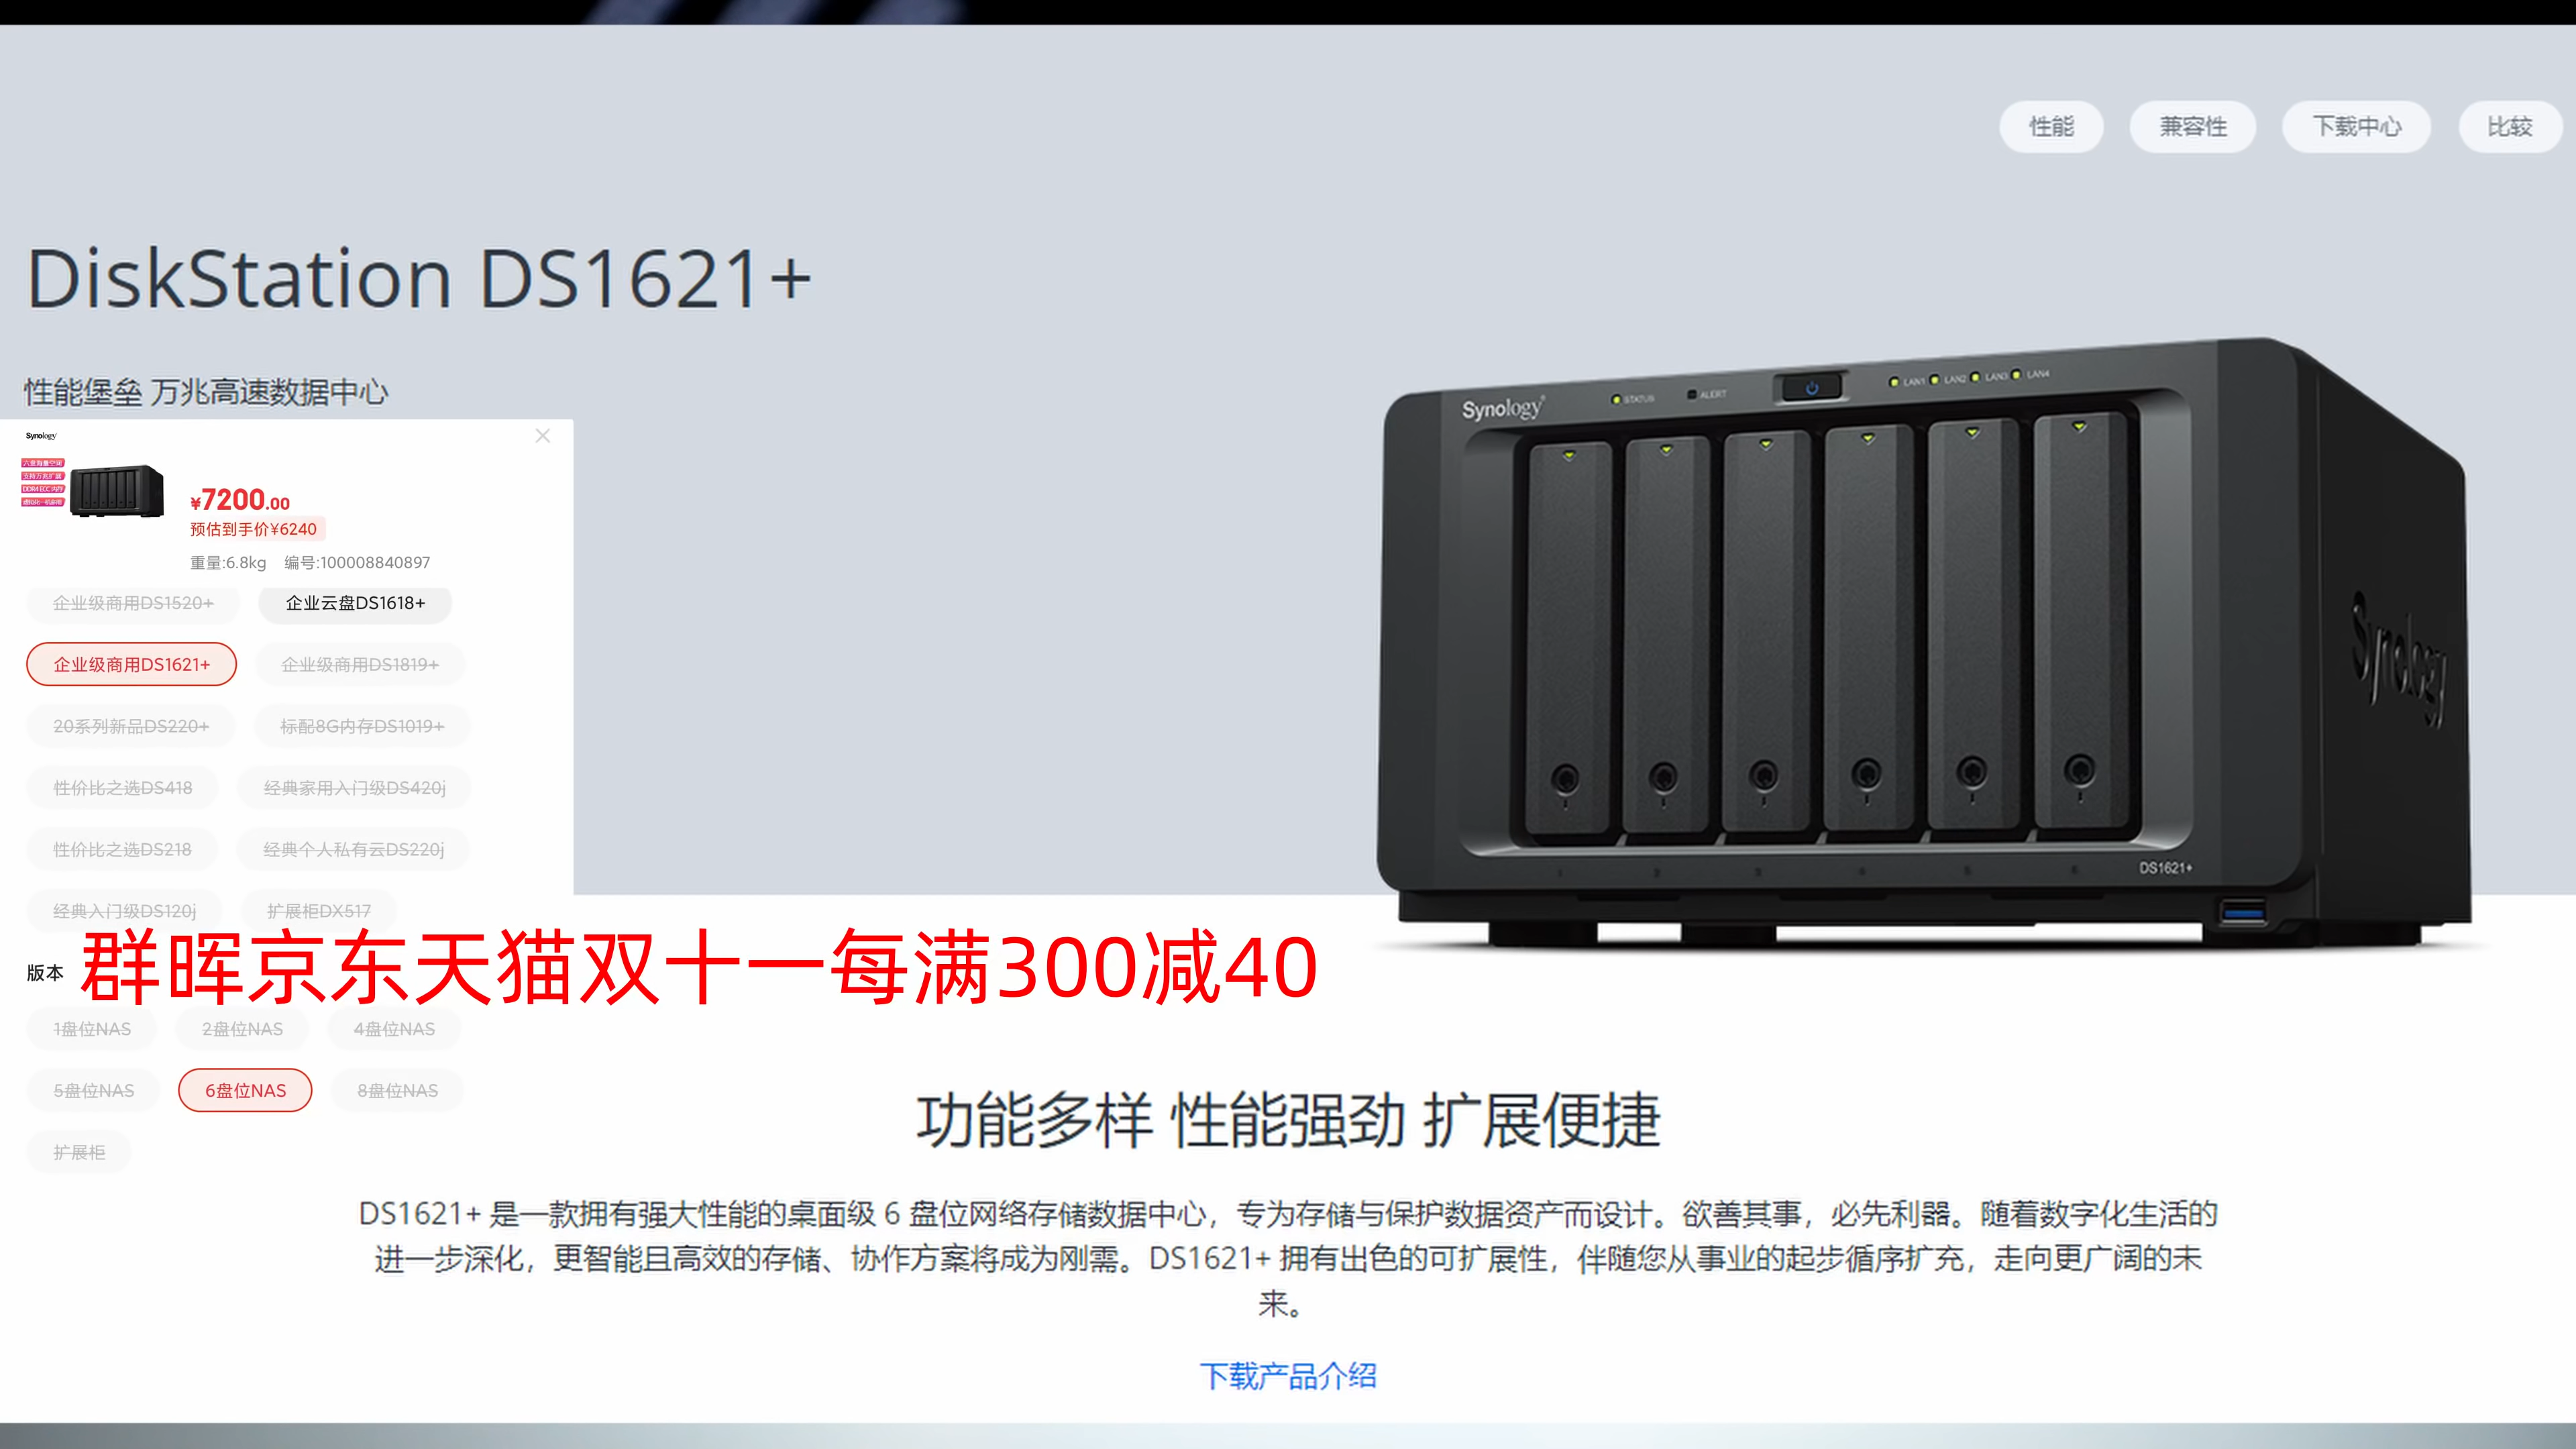 性能
兼容性
下载中心
比较
DiskStation DS1621+
性能堡垒 万兆高速数据中心
Synology
STATUS
ALERT
LAN1
LAN2
LAN3
LAN4
Synology
DS1621+
Synology
六盘海量空间
支持万兆扩展
DDR4 ECC 内存
¥7200.00
预估到手价¥6240
重量:6.8kg 编号:100008840897
企业级商用DS1520+
企业云盘DS1618+
企业级商用DS1621+
企业级商用DS1819+
20系列新品DS220+
标配8G内存DS1019+
性价比之选DS418
经典家用入门级DS420j
性价比之选DS218
经典个人私有云DS220j
经典入门级DS120j
扩展柜DX517
群晖京东天猫双十一每满300减40
版本
1盘位NAS
2盘位NAS
4盘位NAS
5盘位NAS
6盘位NAS
8盘位NAS
扩展柜
功能多样 性能强劲 扩展便捷
DS1621+ 是一款拥有强大性能的桌面级 6 盘位网络存储数据中心，专为存储与保护数据资产而设计。欲善其事，必先利器。随着数字化生活的
进一步深化，更智能且高效的存储、协作方案将成为刚需。DS1621+ 拥有出色的可扩展性，伴随您从事业的起步循序扩充，走向更广阔的未
来。
下载产品介绍